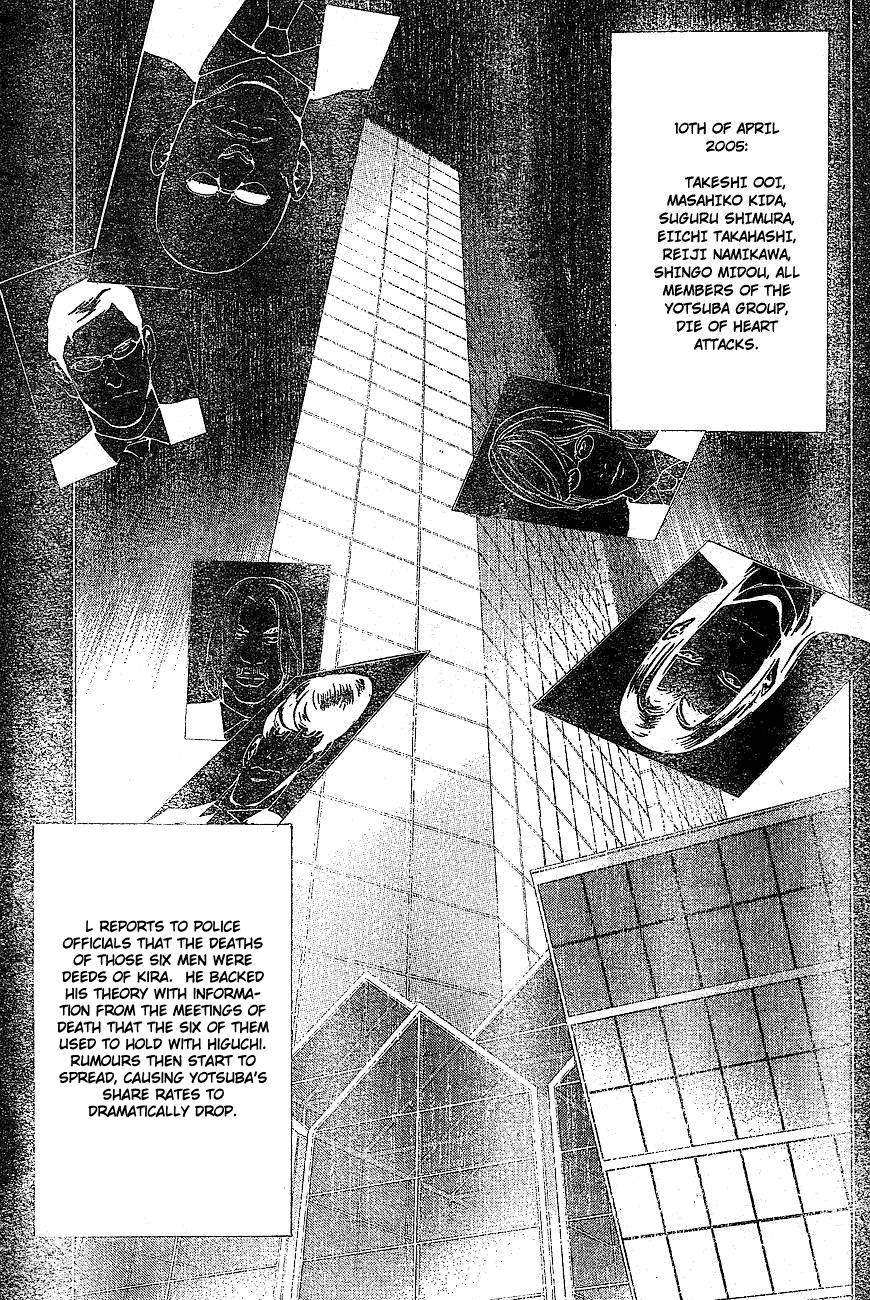 10TH OF APRIL
2005:
TAKESHI OOI,
MASAHIKO KIDA,
SUGURU SHIMURA,
EIICHI TAKAHASHI,
REIJI NAMIKAWA,
SHINGO MIDOU, ALL
MEMBERS OF THE
YOTSUBA GROUP,
DIE OF HEART
ATTACKS.
L REPORTS TO POLICE
OFFICIALS THAT THE DEATHS
OF THOSE SIX MEN WERE
DEEDS OF KIRA. HE BACKED
HIS THEORY WITH INFORMA-
TION FROM THE MEETINGS OF
DEATH THAT THE SIX OF THEM
USED TO HOLD WITH HIGUCHI.
RUMOURS THEN START TO
SPREAD, CAUSING YOTSUBA'S
SHARE RATES TO
DRAMATICALLY DROP.